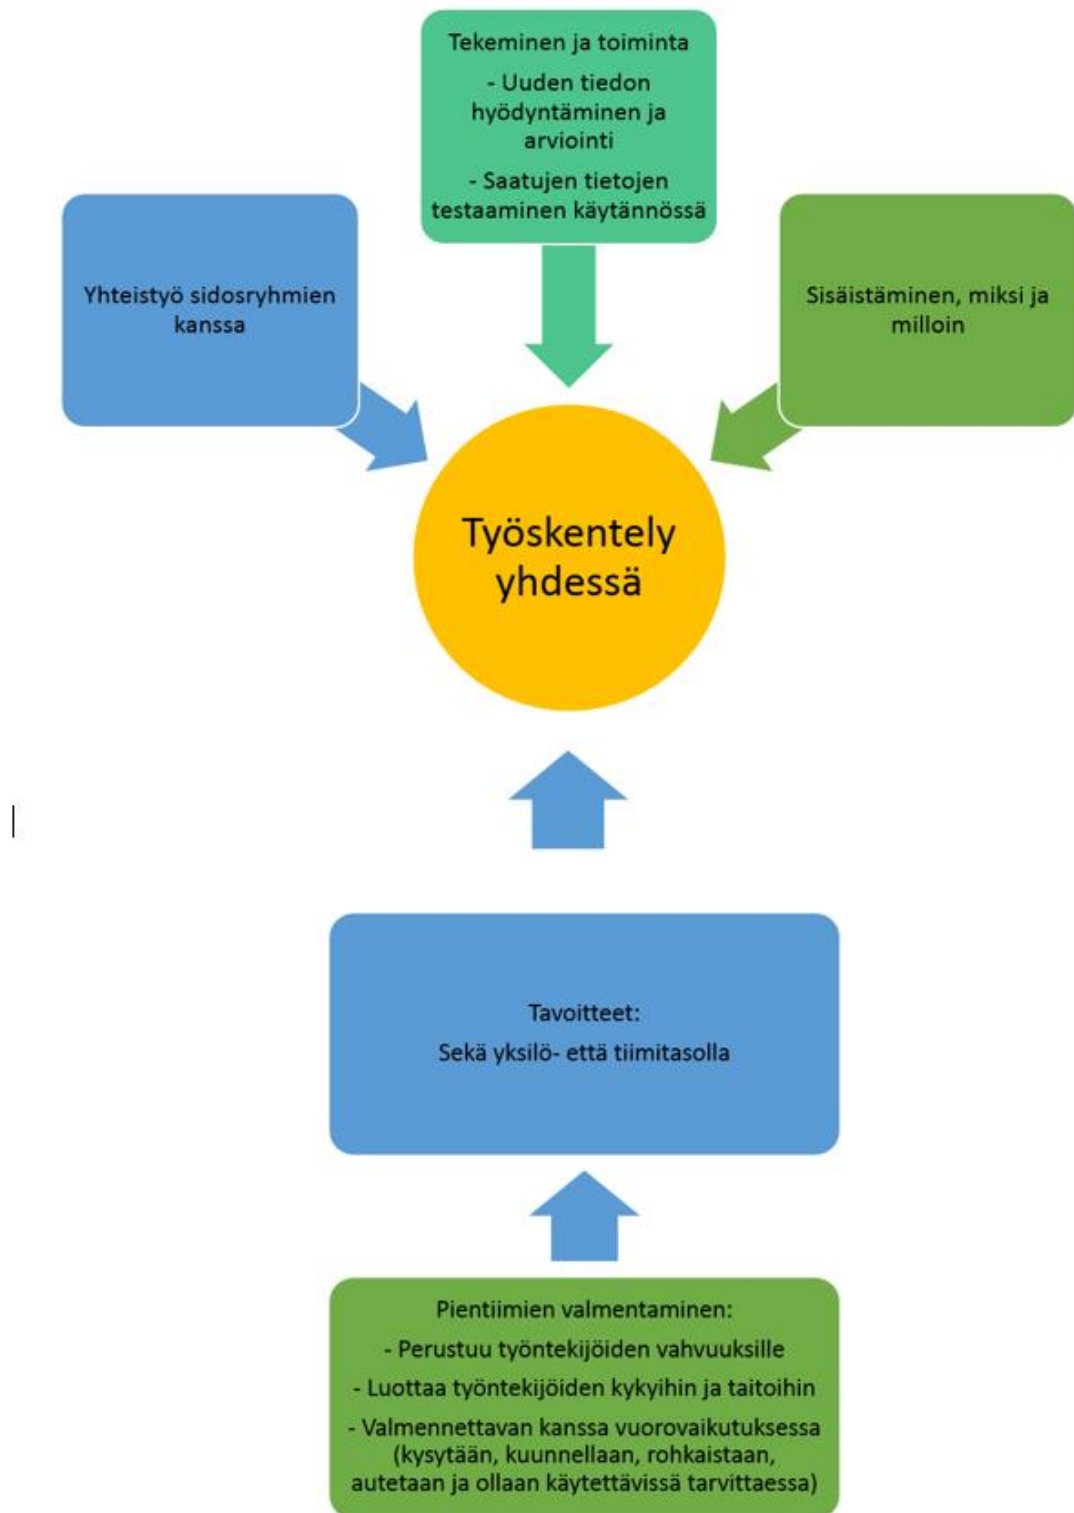 Tekeminen ja toiminta
- Uuden tiedon
hyödyntäminen ja
arviointi
- Saatujen tietojen
testaaminen käytännössä
Yhteistyö sidosryhmien
kanssa
Sisäistäminen, miksi ja
milloin
Työskentely
yhdessä
Tavoitteet:
Sekä yksilö- että tiimitasolla
Pientiimien valmentaminen:
- Perustuu työntekijöiden vahvuuksille
- Luottaa työntekijöiden kykyihin ja taitoihin
- Valmennettavan kanssa vuorovaikutuksessa
(kysytään, kuunnellaan, rohkaistaan,
autetaan ja ollaan käytettävissä tarvittaessa)